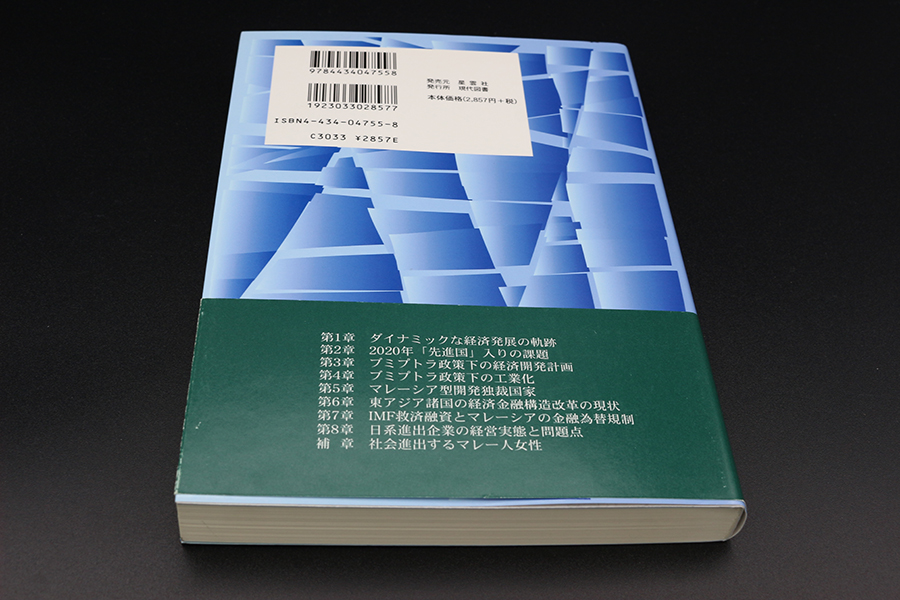 9784434047558
1923033028577
ISBN4-434-04755-8
C3033 ¥2857E
発売元 星雲社
発行所 現代図書
本体価格(2,857円+税)
第1章 ダイナミックな経済発展の軌跡
第2章 2020年「先進国」入りの課題
第3章 ブミプトラ政策下の経済開発計画
第4章 ブミプトラ政策下の工業化
第5章 マレーシア型開発独裁国家
第6章 東アジア諸国の経済金融構造改革の現状
第7章 IMF救済融資とマレーシアの金融為替規制
第8章 日系進出企業の経営実態と問題点
補 章 社会進出するマレー人女性